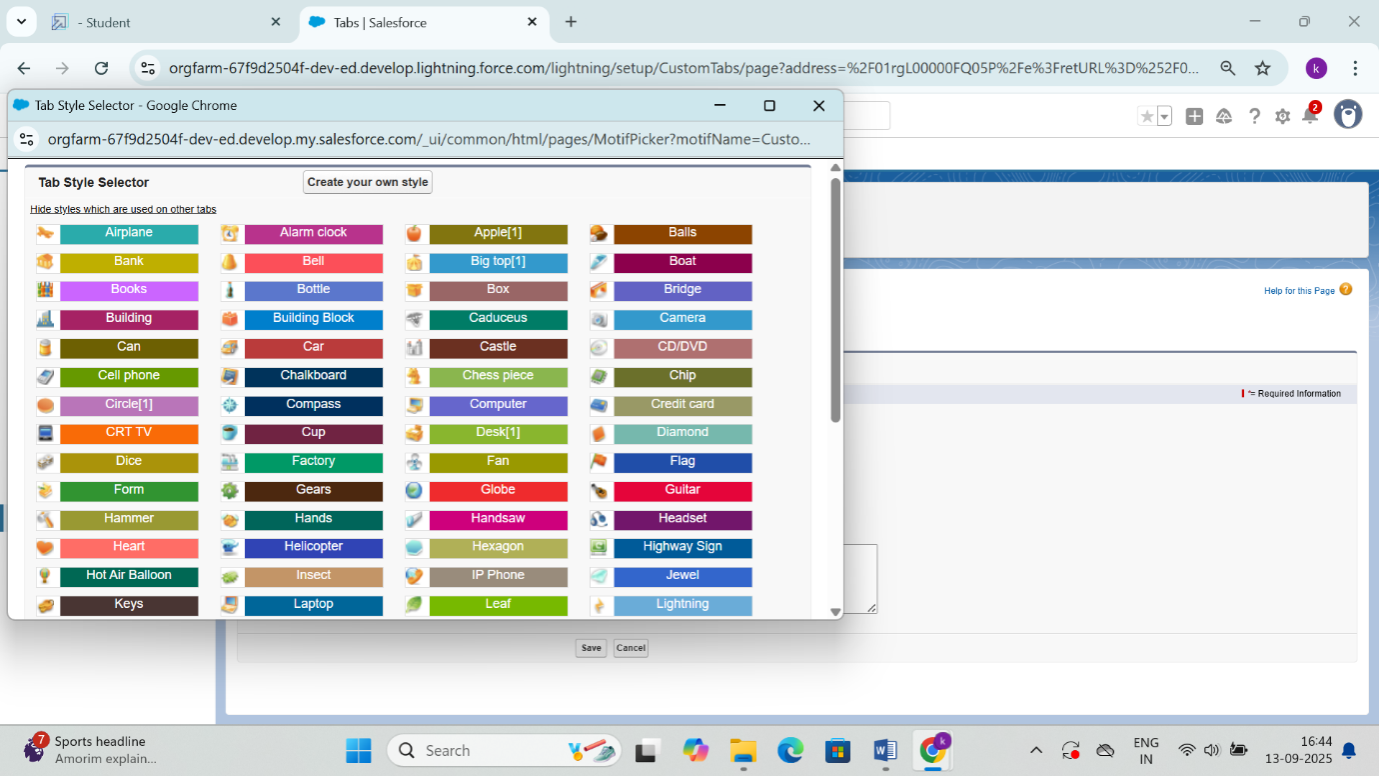 - Student
Tabs | Salesforce
orgfarm-67f9d2504f-dev-ed.develop.lightning.force.com/lightning/setup/CustomTabs/page?address=%2F01rgL00000FQ05P%2Fe%3FretURL%3D%252F0...
k
Tab Style Selector - Google Chrome
2
orgfarm-67f9d2504f-dev-ed.develop.my.salesforce.com/_ui/common/html/pages/MotifPicker?motifName=Custo...
Tab Style Selector
Create your own style
Hide styles which are used on other tabs
Airplane Alarm clock Apple[1] Balls
Bank Bell Big top[1] Boat
Books Bottle Box Bridge
Building Building Block Caduceus Camera
Can Car Castle CD/DVD
Cell phone Chalkboard Chess piece Chip
Circle[1] Compass Computer Credit card
CRT TV Cup Desk[1] Diamond
Dice Factory Fan Flag
Form Gears Globe Guitar
Hammer Hands Handsaw Headset
Heart Helicopter Hexagon Highway Sign
Hot Air Balloon Insect IP Phone Jewel
Keys Laptop Leaf Lightning
Help for this Page ?
= Required Information
Save Cancel
7
Sports headline
Amorim explain...
Search
k
ENG
IN
16:44
13-09-2025